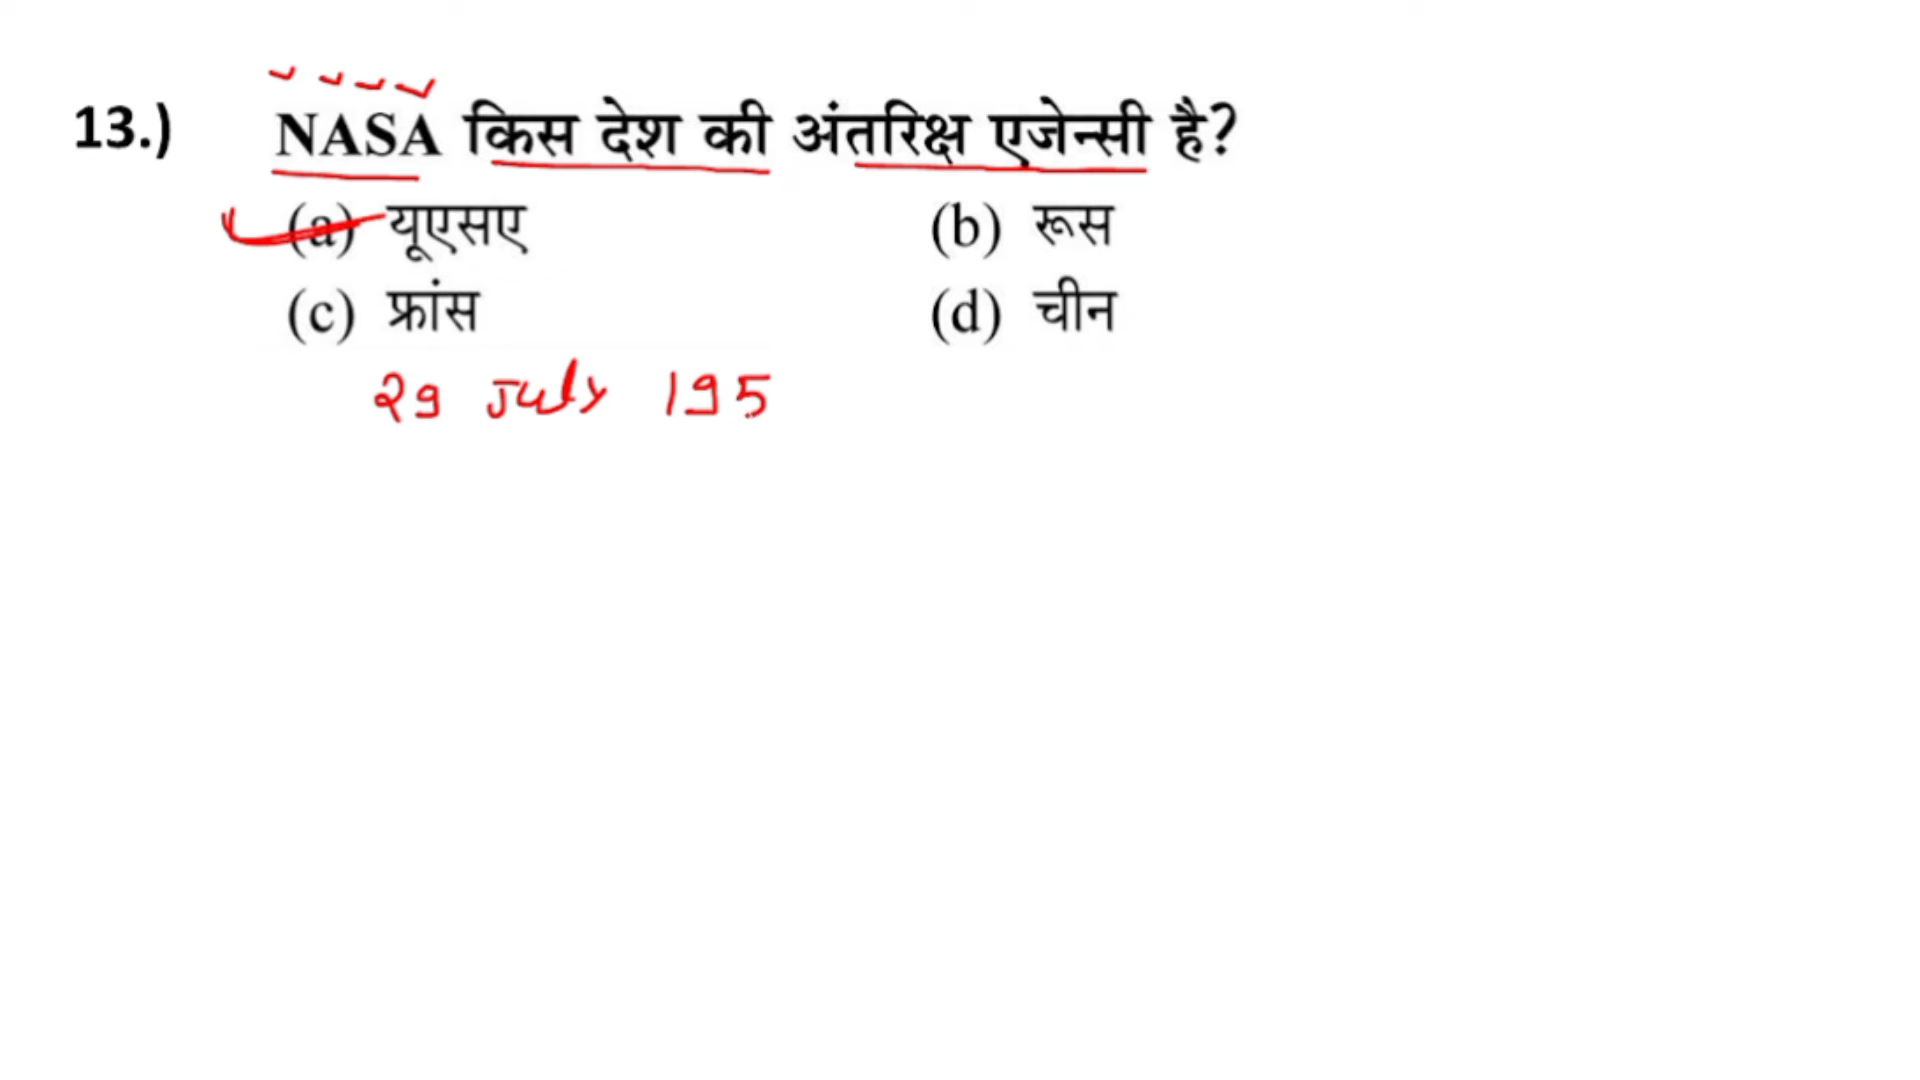 13.) NASA किस देश की अंतरिक्ष एजेन्सी है?
(a) यूएसए (b) रूस
(c) फ्रांस (d) चीन
29 July 195